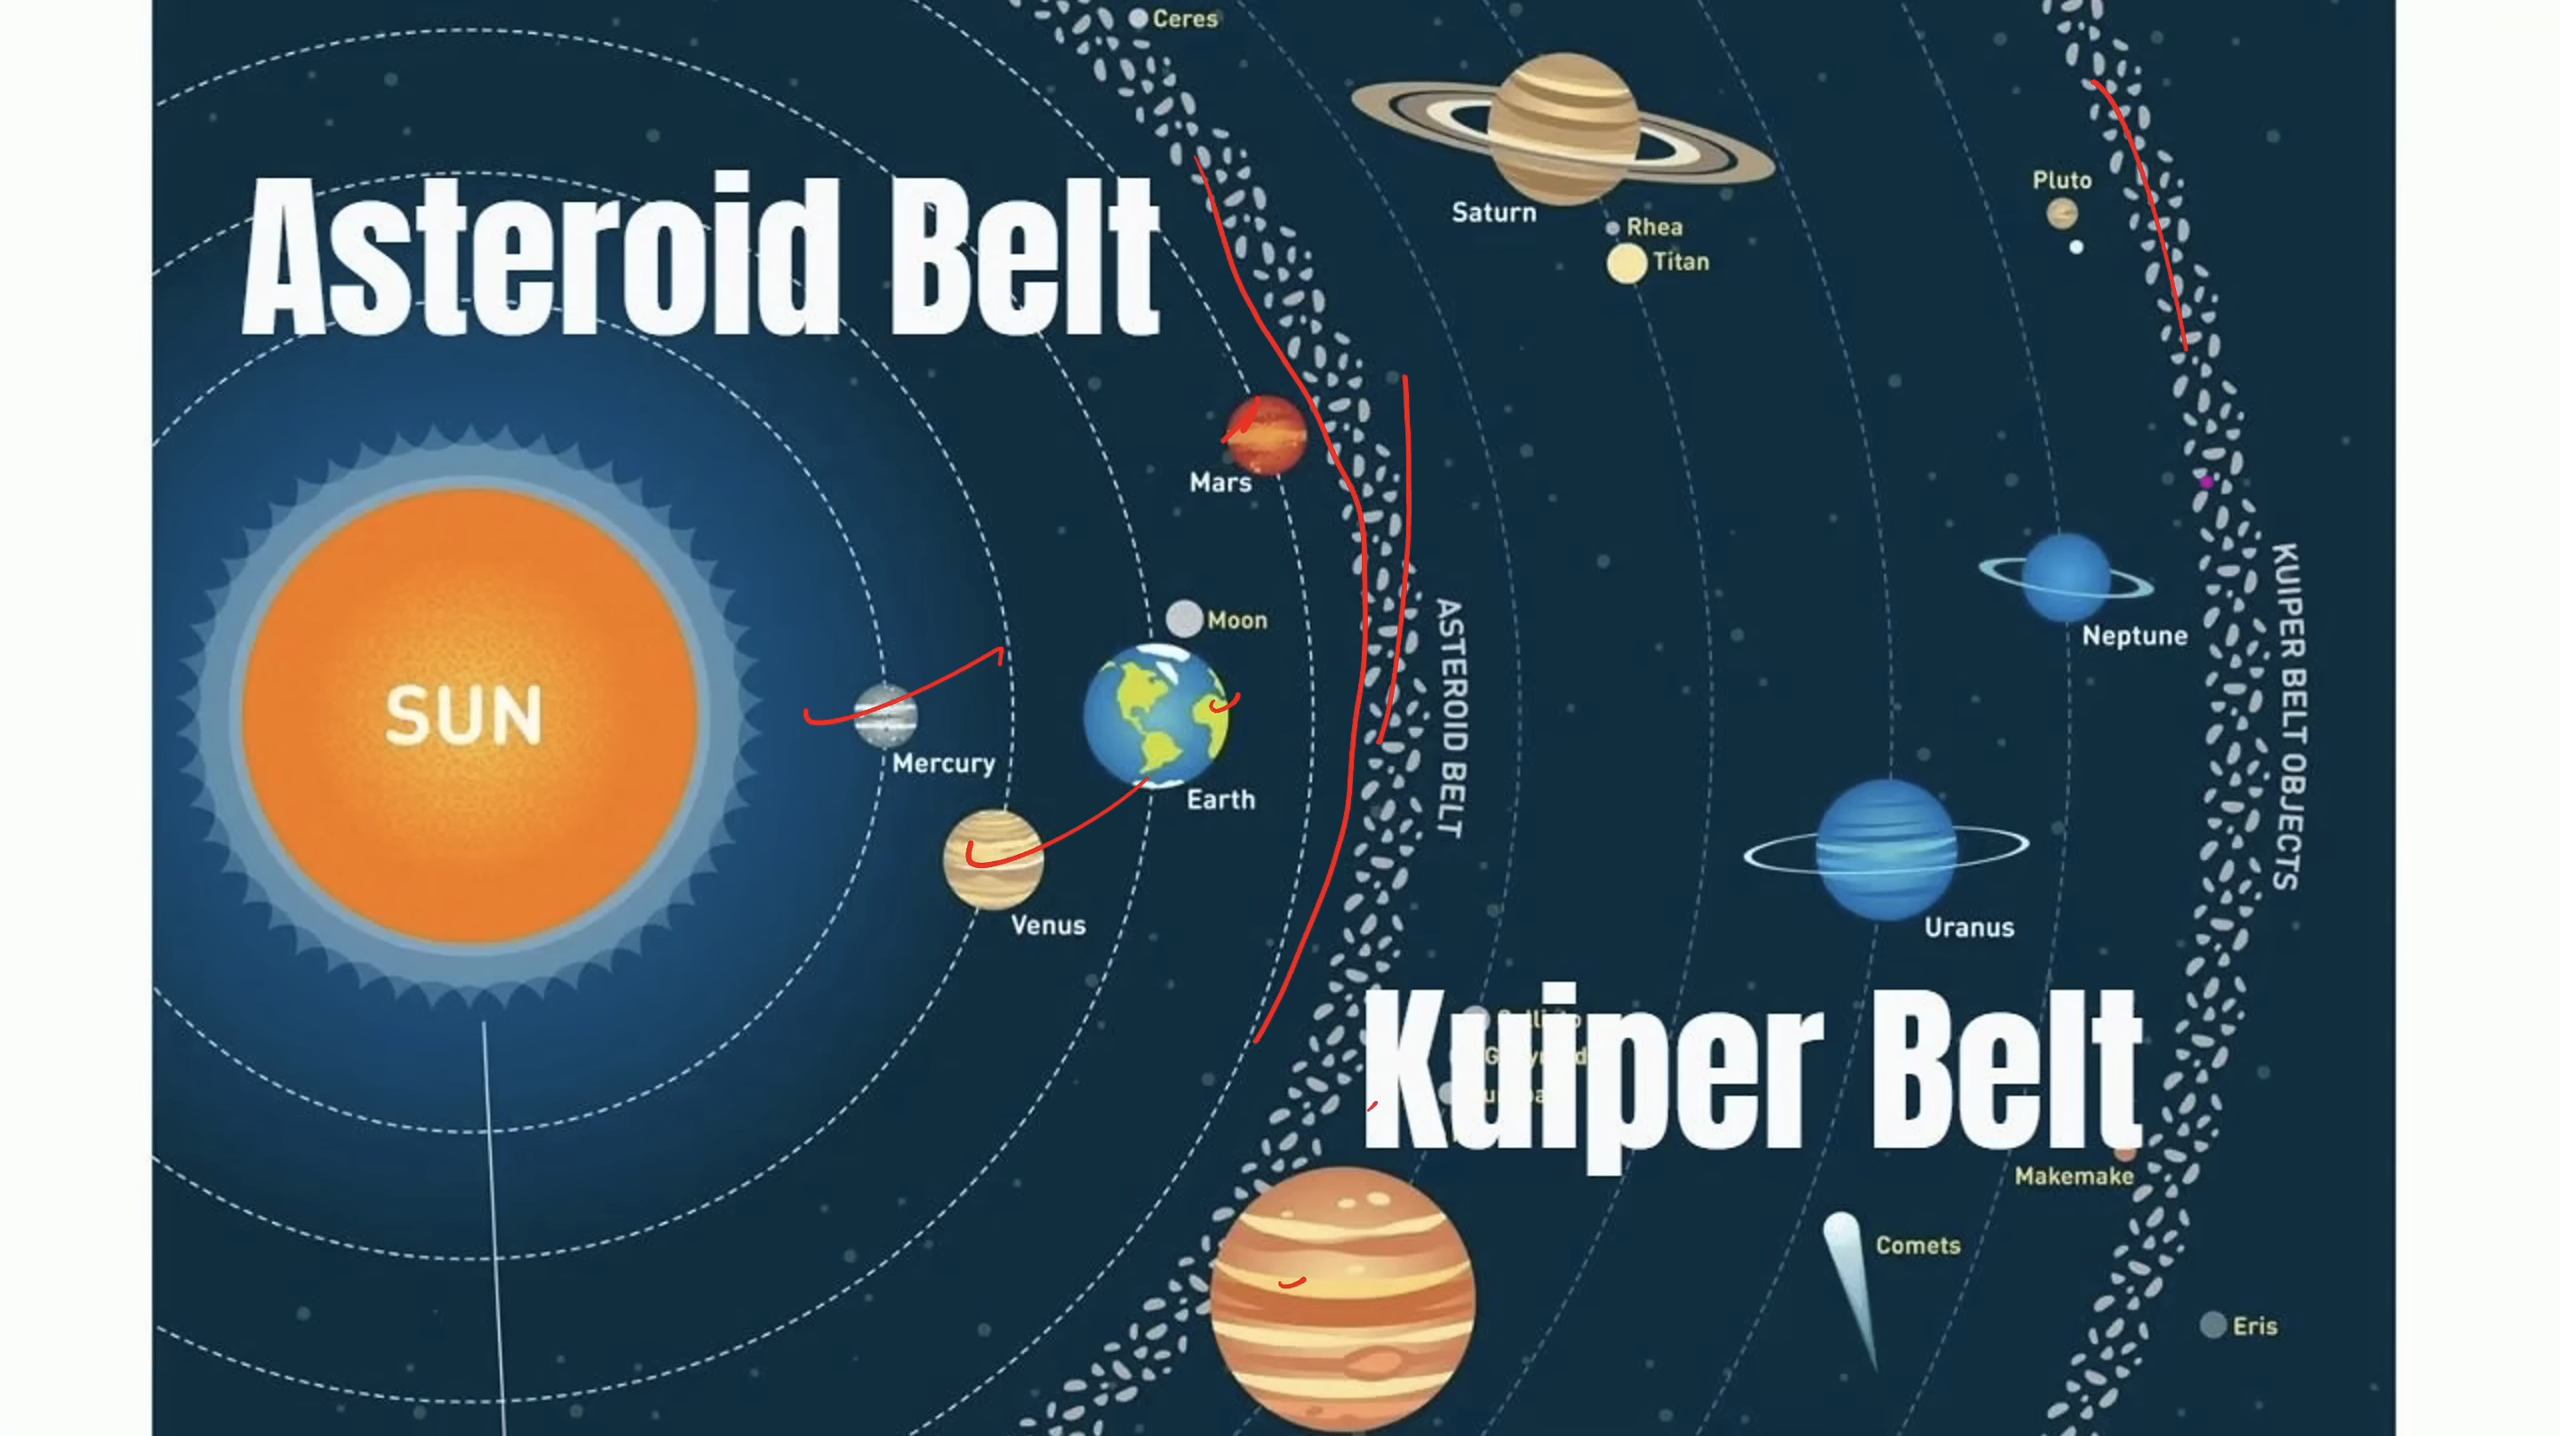 Ceres
Saturn
Rhea
Titan
Pluto
Asteroid Belt
Mars
Moon
SUN
Mercury
Earth
Venus
ASTEROID BELT
Neptune
KUIPER BELT OBJECTS
Uranus
Kuiper Belt
Makemake
Comets
Eris